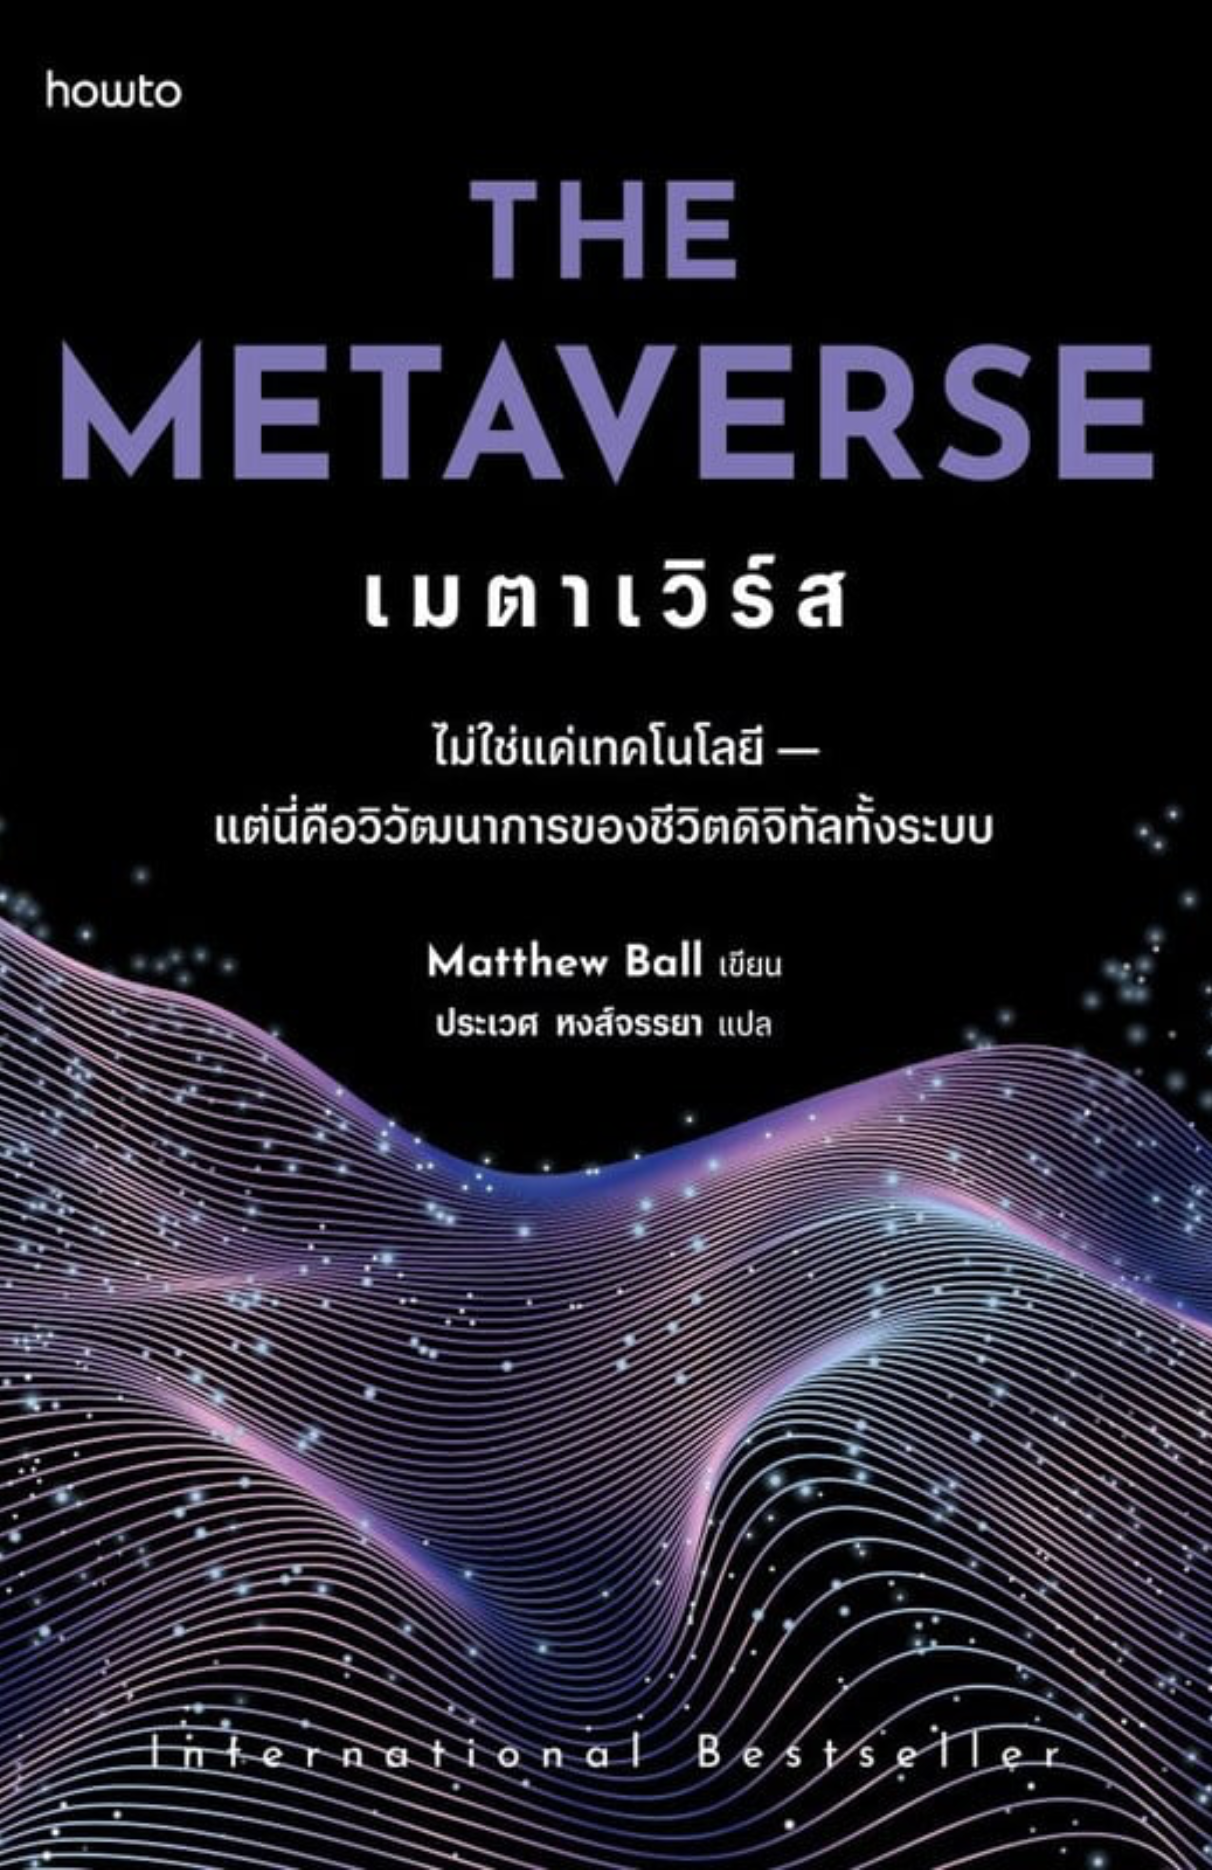 howto
THE
METAVERSE
เมตาเวิร์ส
ไม่ใช่แค่เทคโนโลยี —
แต่นี่คือวิวัฒนาการของชีวิตดิจิทัลทั้งระบบ
Matthew Ball เขียน
ประเวศ หงส์จรรยา แปล
International Bestseller